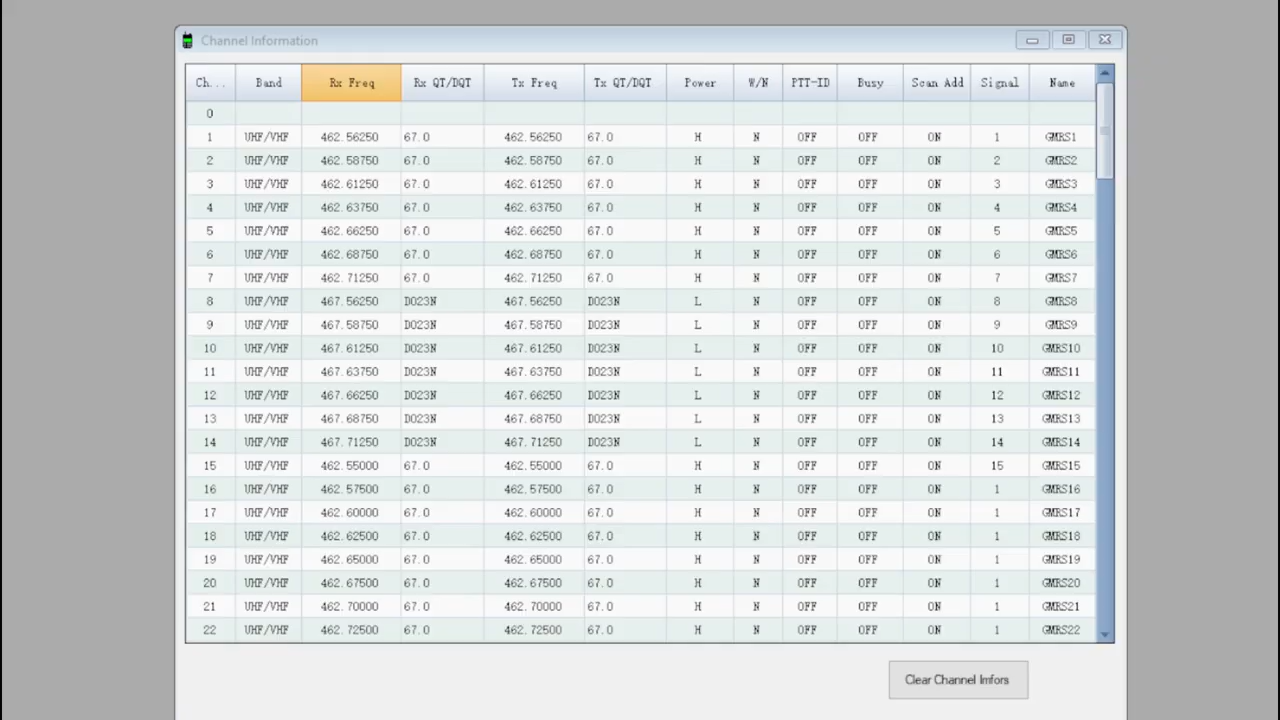 Channel Information
Ch... Band Rx Freq Rx QT/DQT Tx Freq Tx QT/DQT Power W/N PTT-ID Busy Scan Add Signal Name
0
1 UHF/VHF 462.56250 67.0 462.56250 67.0 H N OFF OFF ON 1 GMRS1
2 UHF/VHF 462.58750 67.0 462.58750 67.0 H N OFF OFF ON 2 GMRS2
3 UHF/VHF 462.61250 67.0 462.61250 67.0 H N OFF OFF ON 3 GMRS3
4 UHF/VHF 462.63750 67.0 462.63750 67.0 H N OFF OFF ON 4 GMRS4
5 UHF/VHF 462.66250 67.0 462.66250 67.0 H N OFF OFF ON 5 GMRS5
6 UHF/VHF 462.68750 67.0 462.68750 67.0 H N OFF OFF ON 6 GMRS6
7 UHF/VHF 462.71250 67.0 462.71250 67.0 H N OFF OFF ON 7 GMRS7
8 UHF/VHF 467.56250 D023N 467.56250 D023N L N OFF OFF ON 8 GMRS8
9 UHF/VHF 467.58750 D023N 467.58750 D023N L N OFF OFF ON 9 GMRS9
10 UHF/VHF 467.61250 D023N 467.61250 D023N L N OFF OFF ON 10 GMRS10
11 UHF/VHF 467.63750 D023N 467.63750 D023N L N OFF OFF ON 11 GMRS11
12 UHF/VHF 467.66250 D023N 467.66250 D023N L N OFF OFF ON 12 GMRS12
13 UHF/VHF 467.68750 D023N 467.68750 D023N L N OFF OFF ON 13 GMRS13
14 UHF/VHF 467.71250 D023N 467.71250 D023N L N OFF OFF ON 14 GMRS14
15 UHF/VHF 462.55000 67.0 462.55000 67.0 H N OFF OFF ON 15 GMRS15
16 UHF/VHF 462.57500 67.0 462.57500 67.0 H N OFF OFF ON 1 GMRS16
17 UHF/VHF 462.60000 67.0 462.60000 67.0 H N OFF OFF ON 1 GMRS17
18 UHF/VHF 462.62500 67.0 462.62500 67.0 H N OFF OFF ON 1 GMRS18
19 UHF/VHF 462.65000 67.0 462.65000 67.0 H N OFF OFF ON 1 GMRS19
20 UHF/VHF 462.67500 67.0 462.67500 67.0 H N OFF OFF ON 1 GMRS20
21 UHF/VHF 462.70000 67.0 462.70000 67.0 H N OFF OFF ON 1 GMRS21
22 UHF/VHF 462.72500 67.0 462.72500 67.0 H N OFF OFF ON 1 GMRS22
Clear Channel Imfors